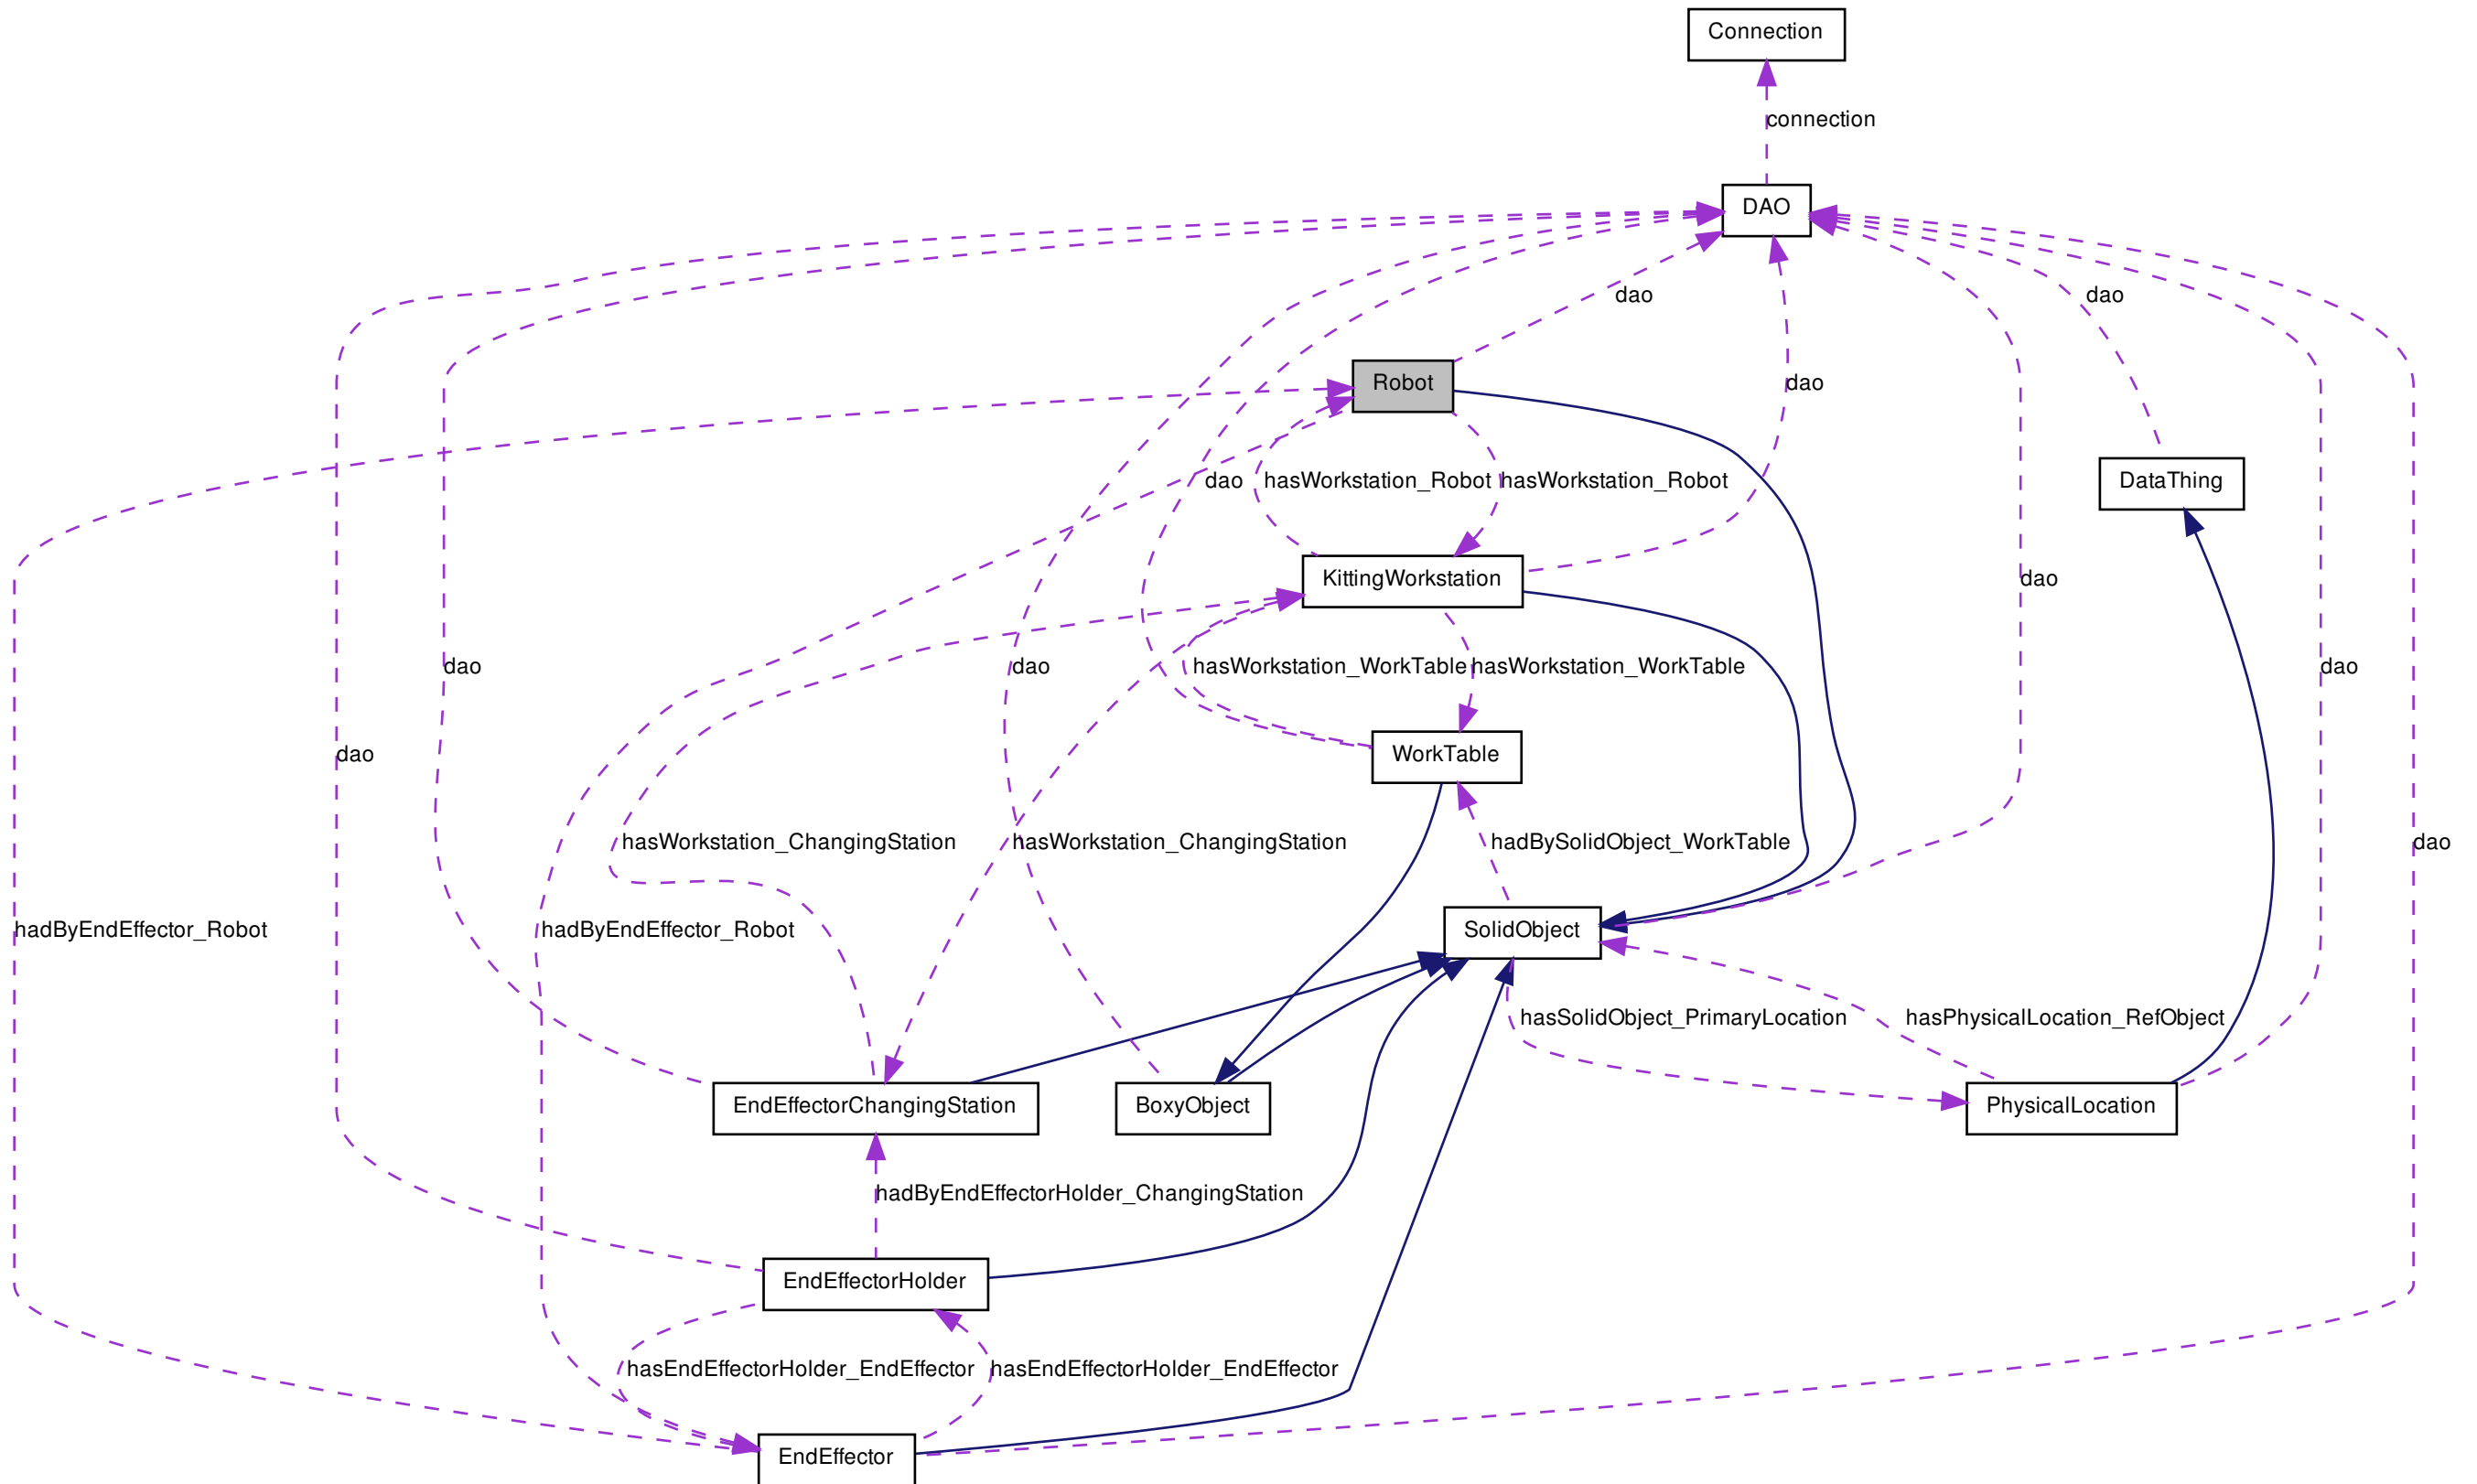 Connection
connection
DAO
dao
dao
Robot
dao
DataThing
dao
hasWorkstation_Robot
hasWorkstation_Robot
KittingWorkstation
dao
dao
dao
hasWorkstation_WorkTable
hasWorkstation_WorkTable
dao
dao
WorkTable
hasWorkstation_ChangingStation
hasWorkstation_ChangingStation
hadBySolidObject_WorkTable
dao
hadByEndEffector_Robot
hadByEndEffector_Robot
SolidObject
hasSolidObject_PrimaryLocation
hasPhysicalLocation_RefObject
EndEffectorChangingStation
BoxyObject
PhysicalLocation
hadByEndEffectorHolder_ChangingStation
EndEffectorHolder
hasEndEffectorHolder_EndEffector
hasEndEffectorHolder_EndEffector
EndEffector